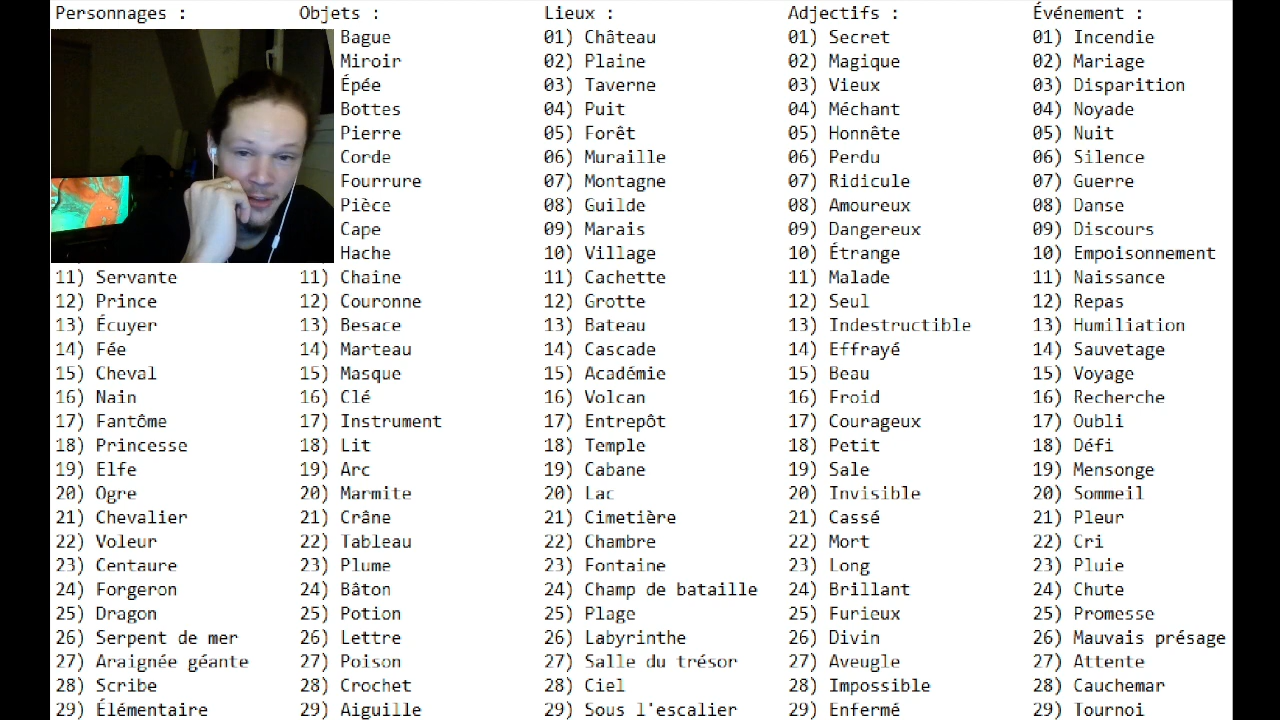 Personnages : Objets : Lieux : Adjectifs : Événement :
Bague 01) Château 01) Secret 01) Incendie
Miroir 02) Plaine 02) Magique 02) Mariage
Épée 03) Taverne 03) Vieux 03) Disparition
Bottes 04) Puit 04) Méchant 04) Noyade
Pierre 05) Forêt 05) Honnête 05) Nuit
Corde 06) Muraille 06) Perdu 06) Silence
Fourrure 07) Montagne 07) Ridicule 07) Guerre
Pièce 08) Guilde 08) Amoureux 08) Danse
Cape 09) Marais 09) Dangereux 09) Discours
Hache 10) Village 10) Étrange 10) Empoisonnement
11) Servante 11) Chaine 11) Cachette 11) Malade 11) Naissance
12) Prince 12) Couronne 12) Grotte 12) Seul 12) Repas
13) Écuyer 13) Besace 13) Bateau 13) Indestructible 13) Humiliation
14) Fée 14) Marteau 14) Cascade 14) Effrayé 14) Sauvetage
15) Cheval 15) Masque 15) Académie 15) Beau 15) Voyage
16) Nain 16) Clé 16) Volcan 16) Froid 16) Recherche
17) Fantôme 17) Instrument 17) Entrepôt 17) Courageux 17) Oubli
18) Princesse 18) Lit 18) Temple 18) Petit 18) Défi
19) Elfe 19) Arc 19) Cabane 19) Sale 19) Mensonge
20) Ogre 20) Marmite 20) Lac 20) Invisible 20) Sommeil
21) Chevalier 21) Crâne 21) Cimetière 21) Cassé 21) Pleur
22) Voleur 22) Tableau 22) Chambre 22) Mort 22) Cri
23) Centaure 23) Plume 23) Fontaine 23) Long 23) Pluie
24) Forgeron 24) Bâton 24) Champ de bataille 24) Brillant 24) Chute
25) Dragon 25) Potion 25) Plage 25) Furieux 25) Promesse
26) Serpent de mer 26) Lettre 26) Labyrinthe 26) Divin 26) Mauvais présage
27) Araignée géante 27) Poison 27) Salle du trésor 27) Aveugle 27) Attente
28) Scribe 28) Crochet 28) Ciel 28) Impossible 28) Cauchemar
29) Élémentaire 29) Aiguille 29) Sous l'escalier 29) Enfermé 29) Tournoi